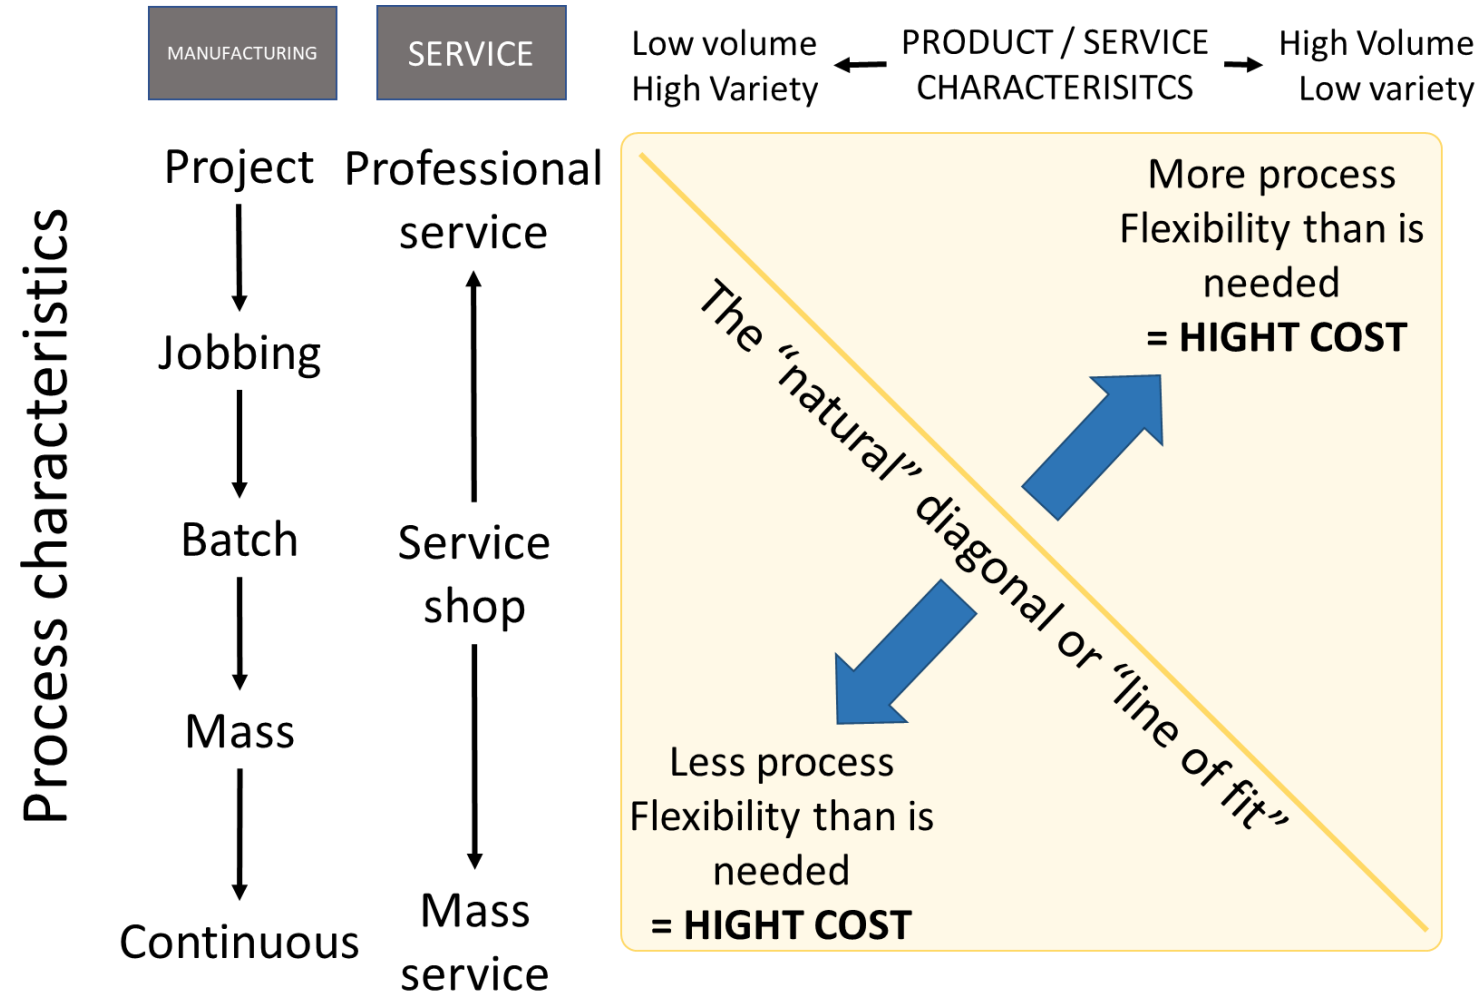 MANUFACTURING
SERVICE
Low volume
High Variety
PRODUCT / SERVICE
CHARACTERISITCS
High Volume
Low variety
Process characteristics
Project
Jobbing
Batch
Mass
Continuous
Professional
service
Service
shop
Mass
service
More process
Flexibility than is
needed
= HIGHT COST
The “natural” diagonal or “line of fit”
Less process
Flexibility than is
needed
= HIGHT COST